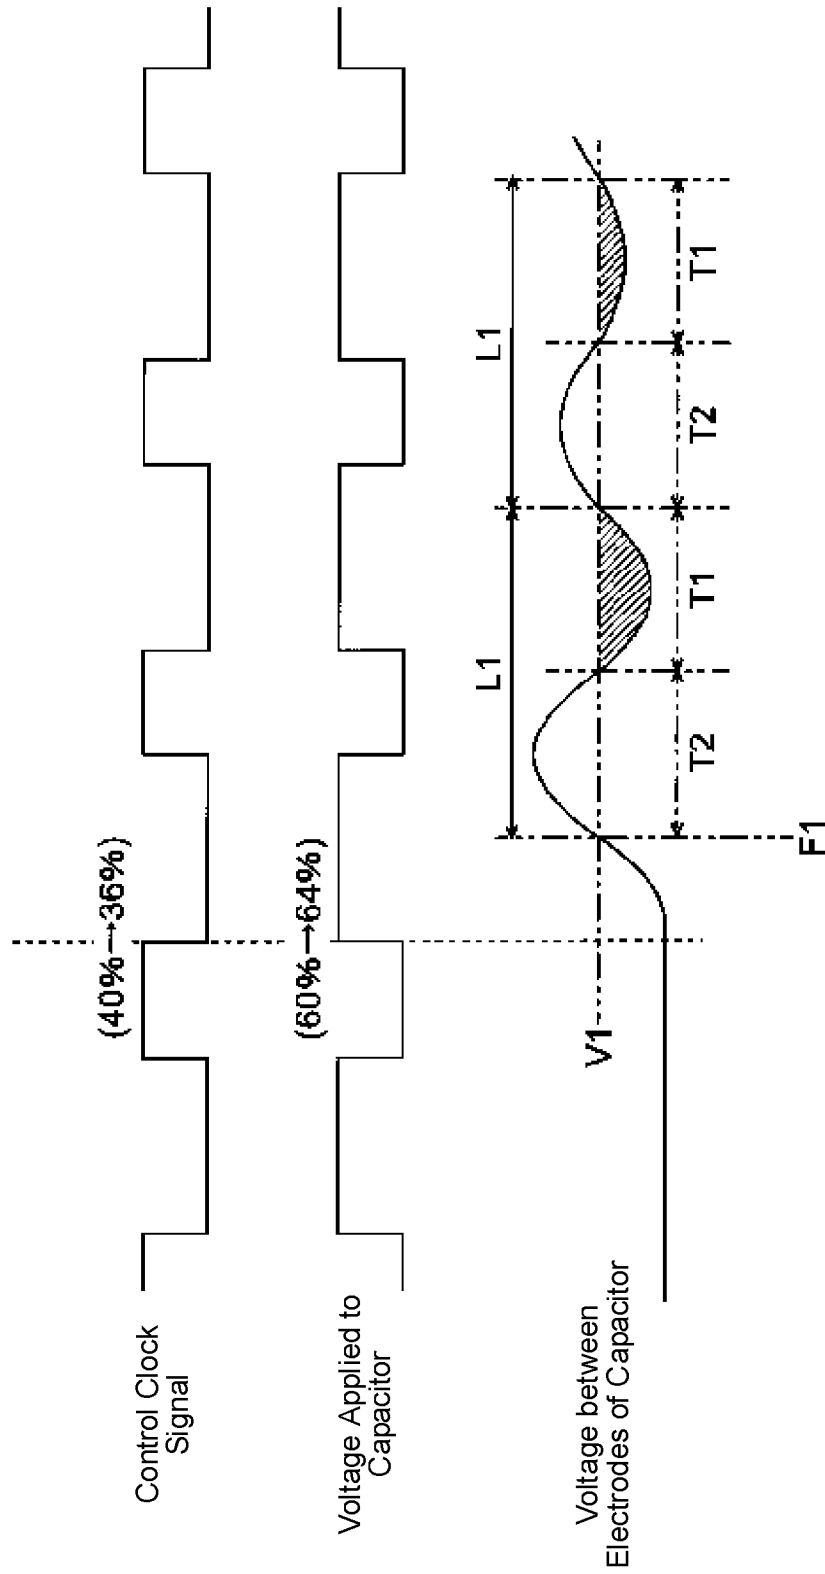 Control Clock
Signal
(40%→36%)
Voltage Applied to
Capacitor
(60%→64%)
Voltage between
Electrodes of Capacitor
V1
L1
L1
T2
T1
T2
T1
F1